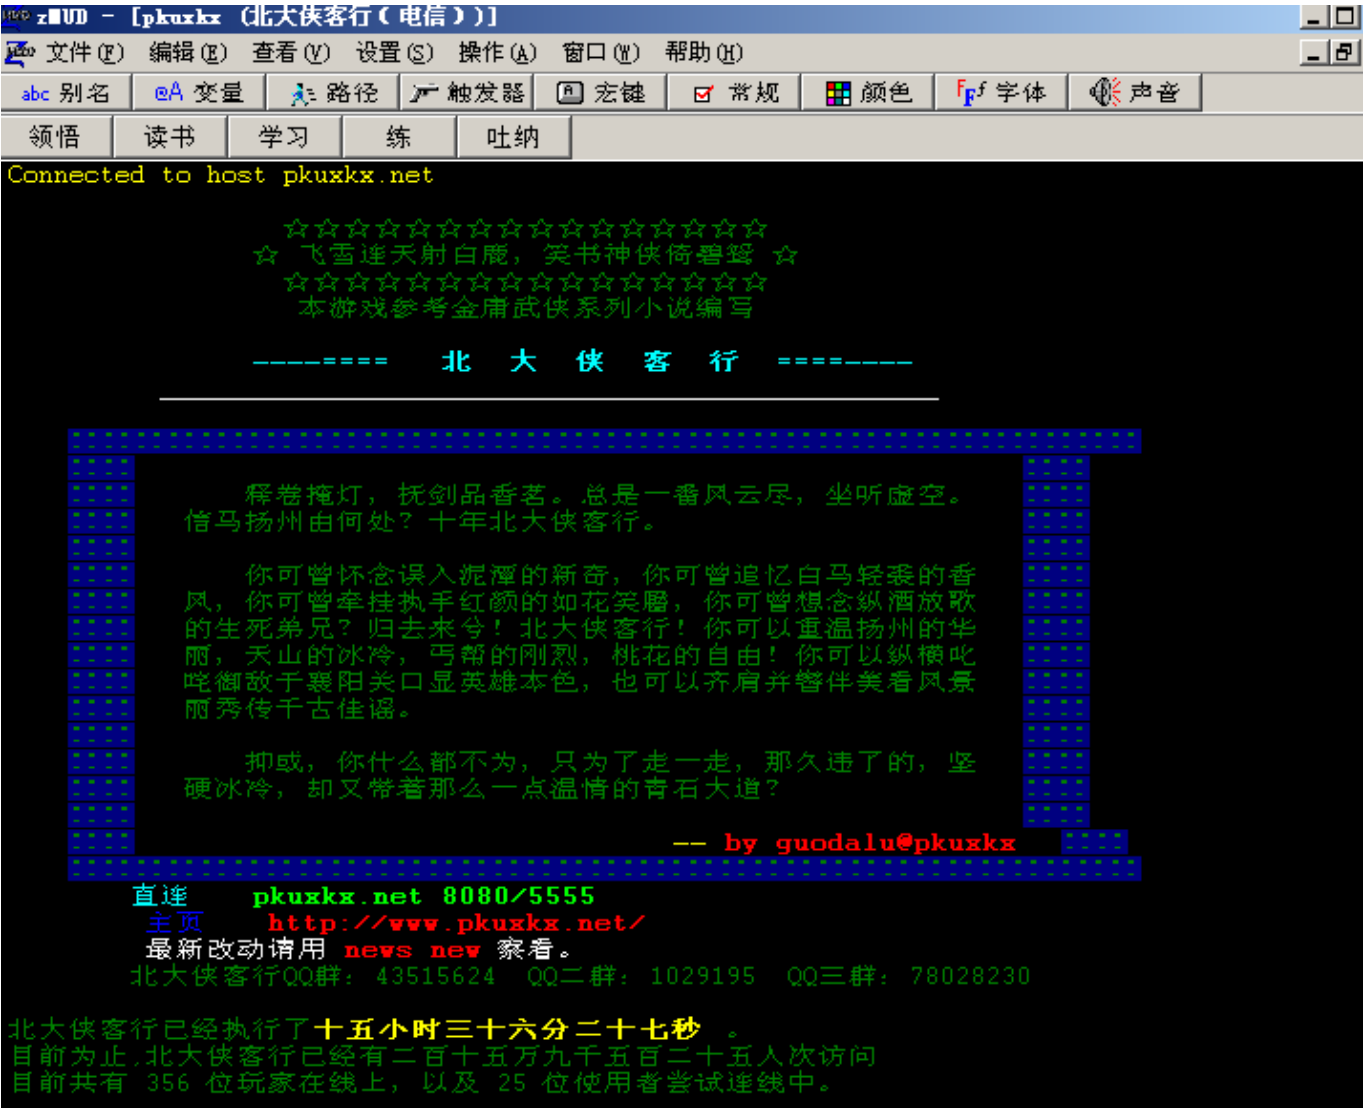 zMUD - [pkuxkx (北大侠客行(电信))]
文件(F) 编辑(E) 查看(V) 设置(S) 操作(A) 窗口(W) 帮助(H)
abc 别名 @A 变量 路径 触发器 宏键 常规 颜色 字体 声音
领悟 读书 学习 练 吐纳
Connected to host pkuxkx.net
☆☆☆☆☆☆☆☆☆☆☆☆☆☆☆☆
☆ 飞雪连天射白鹿，笑书神侠倚碧鸳 ☆
☆☆☆☆☆☆☆☆☆☆☆☆☆☆☆☆
本游戏参考金庸武侠系列小说编写
----==== 北 大 侠 客 行 ====----
释卷掩灯，抚剑品香茗。总是一番风云尽，坐听虚空。
信马扬州由何处？十年北大侠客行。
你可曾怀念误入泥潭的新奇，你可曾追忆白马轻裘的香
风，你可曾牵挂执手红颜的如花笑靥，你可曾想念纵酒放歌
的生死弟兄？归去来兮！北大侠客行！你可以重温扬州的华
丽，天山的冰冷，丐帮的刚烈，桃花的自由！你可以纵横叱
咤御敌于襄阳关口显英雄本色，也可以齐肩并辔伴美看风景
丽秀传千古佳谣。
抑或，你什么都不为，只为了走一走，那久违了的，坚
硬冰冷，却又带着那么一点温情的青石大道？
-- by guodalu@pkuxkx
直连 pkuxkx.net 8080/5555
主页 http://www.pkuxkx.net/
最新改动请用 news new 察看。
北大侠客行QQ群：43515624 QQ二群：1029195 QQ三群：78028230
北大侠客行已经执行了十五小时三十六分二十七秒 。
目前为止,北大侠客行已经有二百十五万九千五百二十五人次访问
目前共有 356 位玩家在线上，以及 25 位使用者尝试连线中。